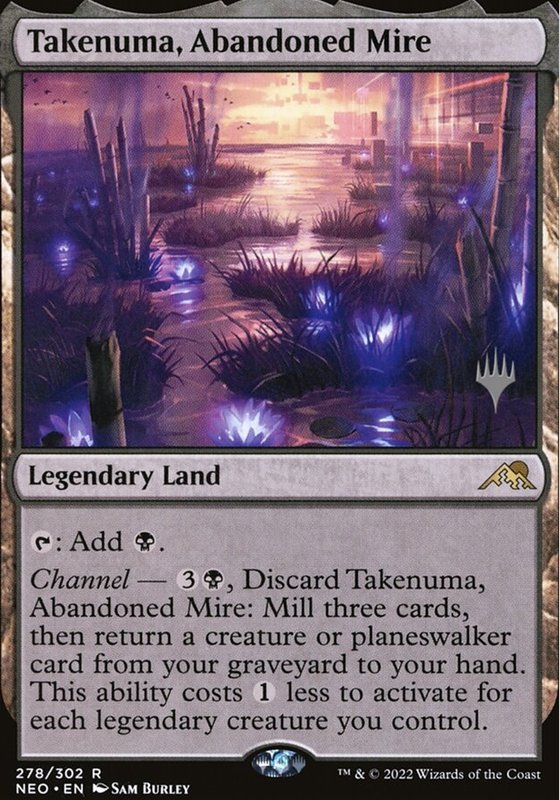 Takenuma, Abandoned Mire
Legendary Land
: Add .
Channel — 3, Discard Takenuma,
Abandoned Mire: Mill three cards,
then return a creature or planeswalker
card from your graveyard to your hand.
This ability costs 1 less to activate for
each legendary creature you control.
278/302 R
NEO • EN Sam Burley
™ & © 2022 Wizards of the Coast